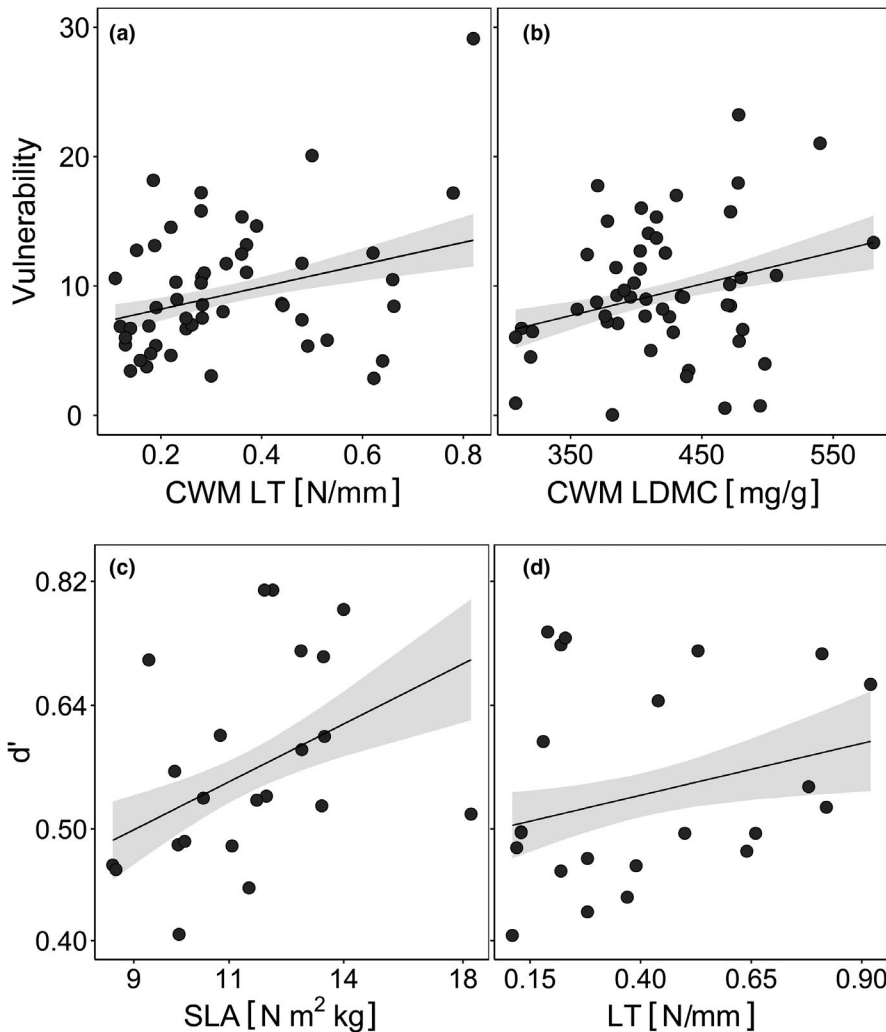 (a)
(b)
Vulnerability
30
20
10
0
0.2 0.4 0.6 0.8
350 450 550
CWM LT [N/mm]
CWM LDMC [mg/g]
(c)
(d)
d'
0.82
0.64
0.50
0.40
9 11 14 18
0.15 0.40 0.65 0.90
SLA [N m² kg]
LT [N/mm]